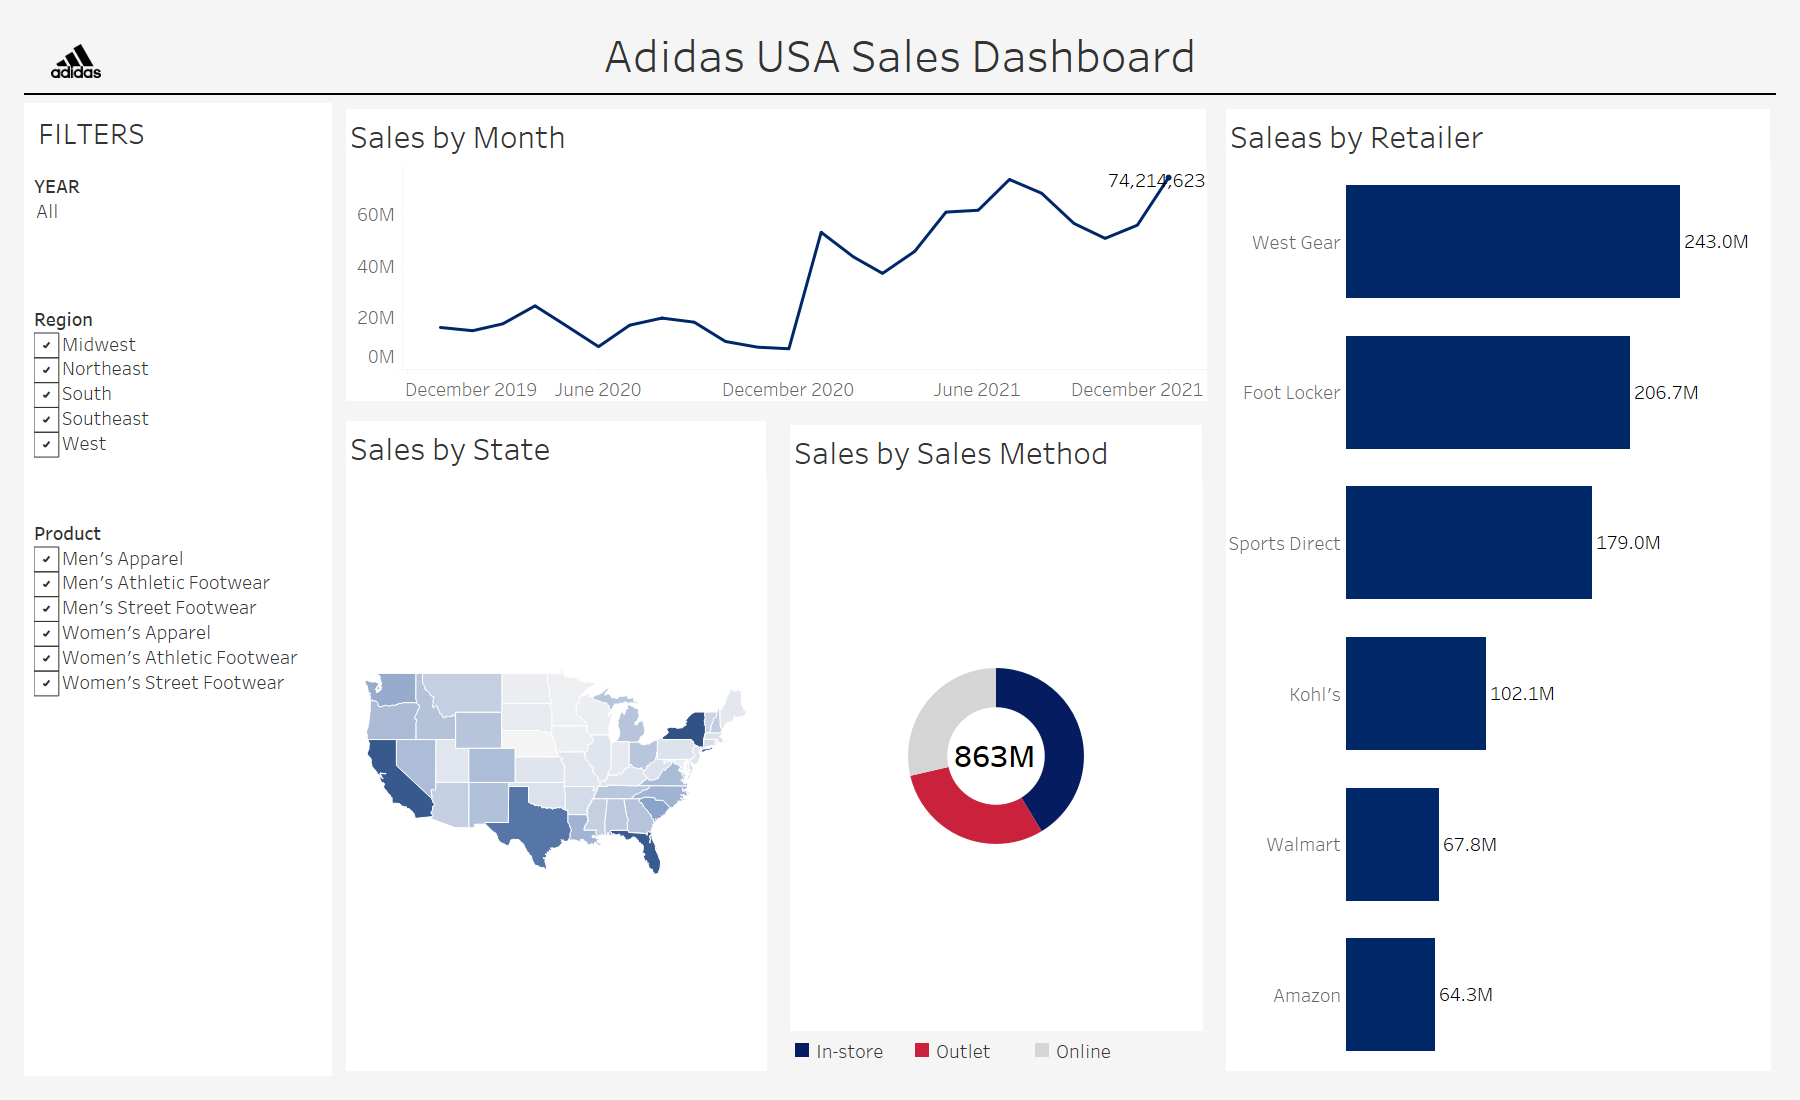 adidas
Adidas USA Sales Dashboard
FILTERS
YEAR
All
Region
Midwest
Northeast
South
Southeast
West
Product
Men's Apparel
Men's Athletic Footwear
Men's Street Footwear
Women's Apparel
Women's Athletic Footwear
Women's Street Footwear
Sales by Month
74,214,623
60M
40M
20M
0M
December 2019 June 2020 December 2020 June 2021 December 2021
Sales by State
Sales by Sales Method
863M
In-store Outlet Online
Saleas by Retailer
West Gear 243.0M
Foot Locker 206.7M
Sports Direct 179.0M
Kohl's 102.1M
Walmart 67.8M
Amazon 64.3M